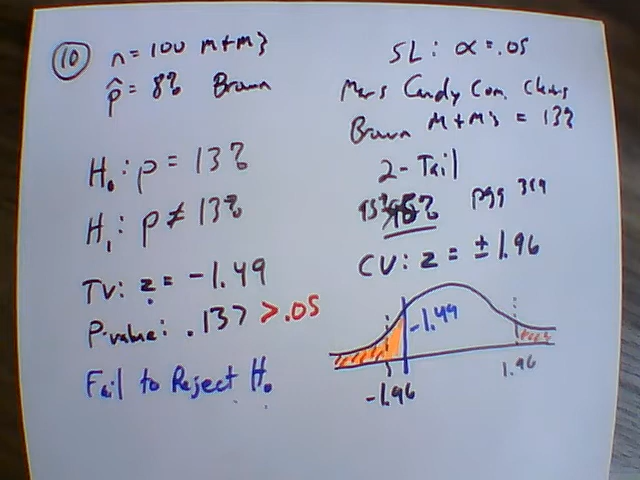 10
n = 100 M+M's
p̂ = 8% Brown
H₀: p = 13%
H₁: p ≠ 13%
TV: z = -1.49
P-value: .137 > .05
Fail to Reject H₀
SL: α = .05
Mars Candy Com. Claims
Brown M+M's = 13%
2-Tail
95%
CV: z = ± 1.96
-1.49
-1.96
1.96